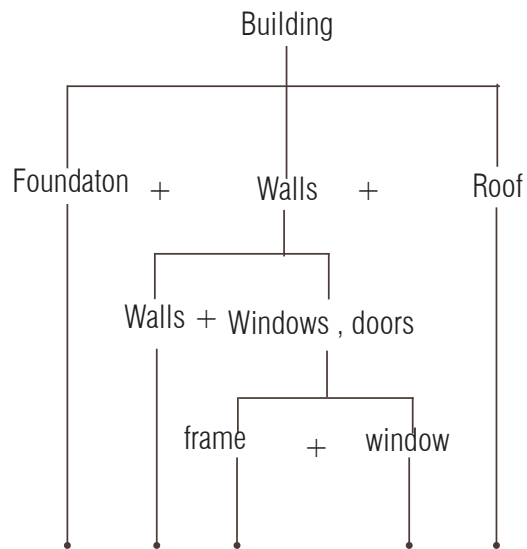 Building
Foundaton + Walls + Roof
Walls + Windows , doors
frame + window